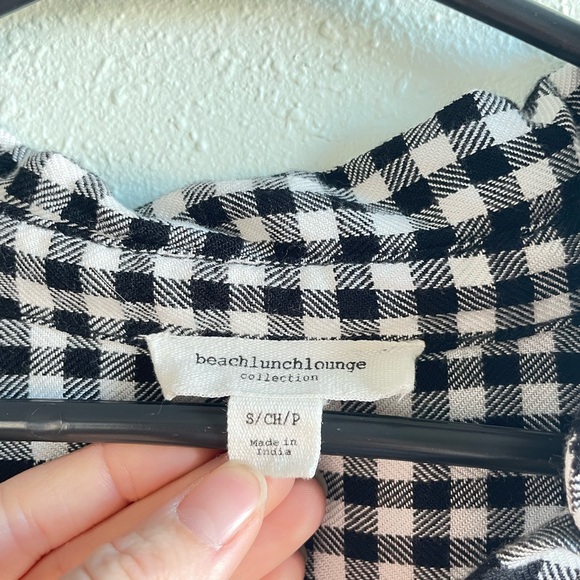 beachlunchlounge
collection
S/CH/P
Made in
India